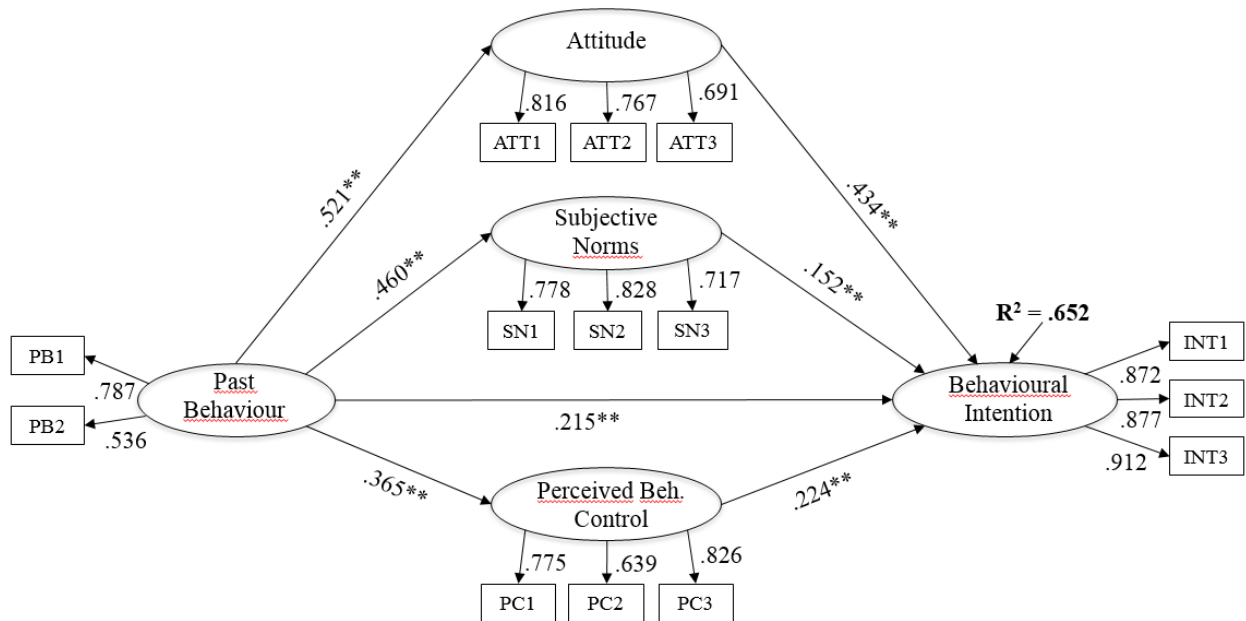 Attitude
.816
.767
.691
ATT1
ATT2
ATT3
.521**
.434**
Subjective
Norms
.460**
.152**
.778
.828
.717
SN1
SN2
SN3
R² = .652
PB1
.787
PB2
.536
Past
Behaviour
.215**
Behavioural
Intention
INT1
.872
INT2
.877
INT3
.912
.365**
.224**
Perceived Beh.
Control
.775
.639
.826
PC1
PC2
PC3